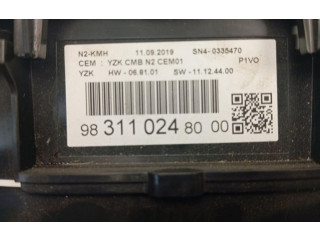 N2-KMH 11.09.2018 SN4-0335470
CEM : YZK CMB N2 CEM01 P1VO
YZK HW - 06.81.01 SW - 11.12.44.00
98 311 024 80 00